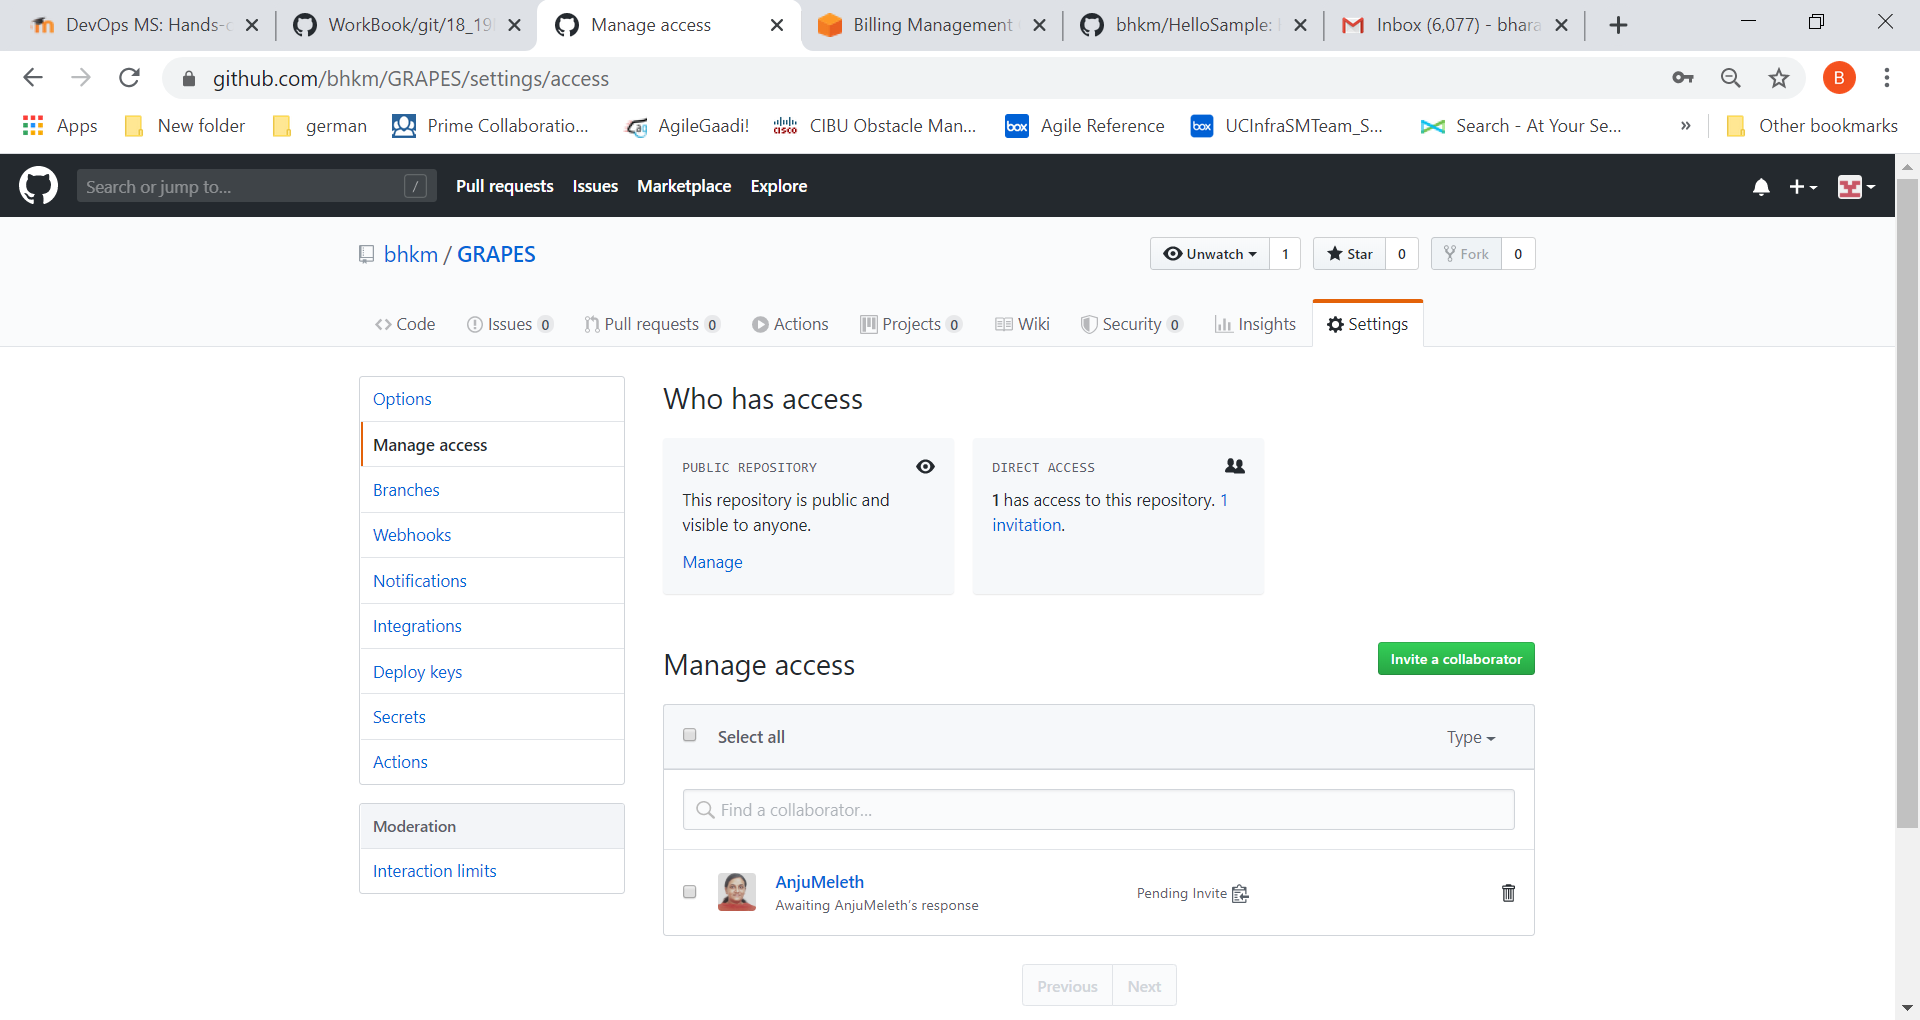 DevOps MS: Hands-
WorkBook/git/18_19
Manage access
Billing Management
bhkm/HelloSample:
Inbox (6,077) - bhara
github.com/bhkm/GRAPES/settings/access
B
Apps
New folder
german
Prime Collaboratio...
AgileGaadi!
CIBU Obstacle Man...
Agile Reference
UCInfraSMTeam_S...
Search - At Your Se...
»
Other bookmarks
Search or jump to...
/
Pull requests
Issues
Marketplace
Explore
bhkm / GRAPES
Unwatch 1
Star 0
Fork 0
Code
Issues 0
Pull requests 0
Actions
Projects 0
Wiki
Security 0
Insights
Settings
Options
Manage access
Branches
Webhooks
Notifications
Integrations
Deploy keys
Secrets
Actions
Moderation
Interaction limits
Who has access
PUBLIC REPOSITORY
This repository is public and
visible to anyone.
Manage
DIRECT ACCESS
1 has access to this repository. 1
invitation.
Manage access
Invite a collaborator
Select all
Type
Find a collaborator...
AnjuMeleth
Awaiting AnjuMeleth's response
Pending Invite
Previous
Next